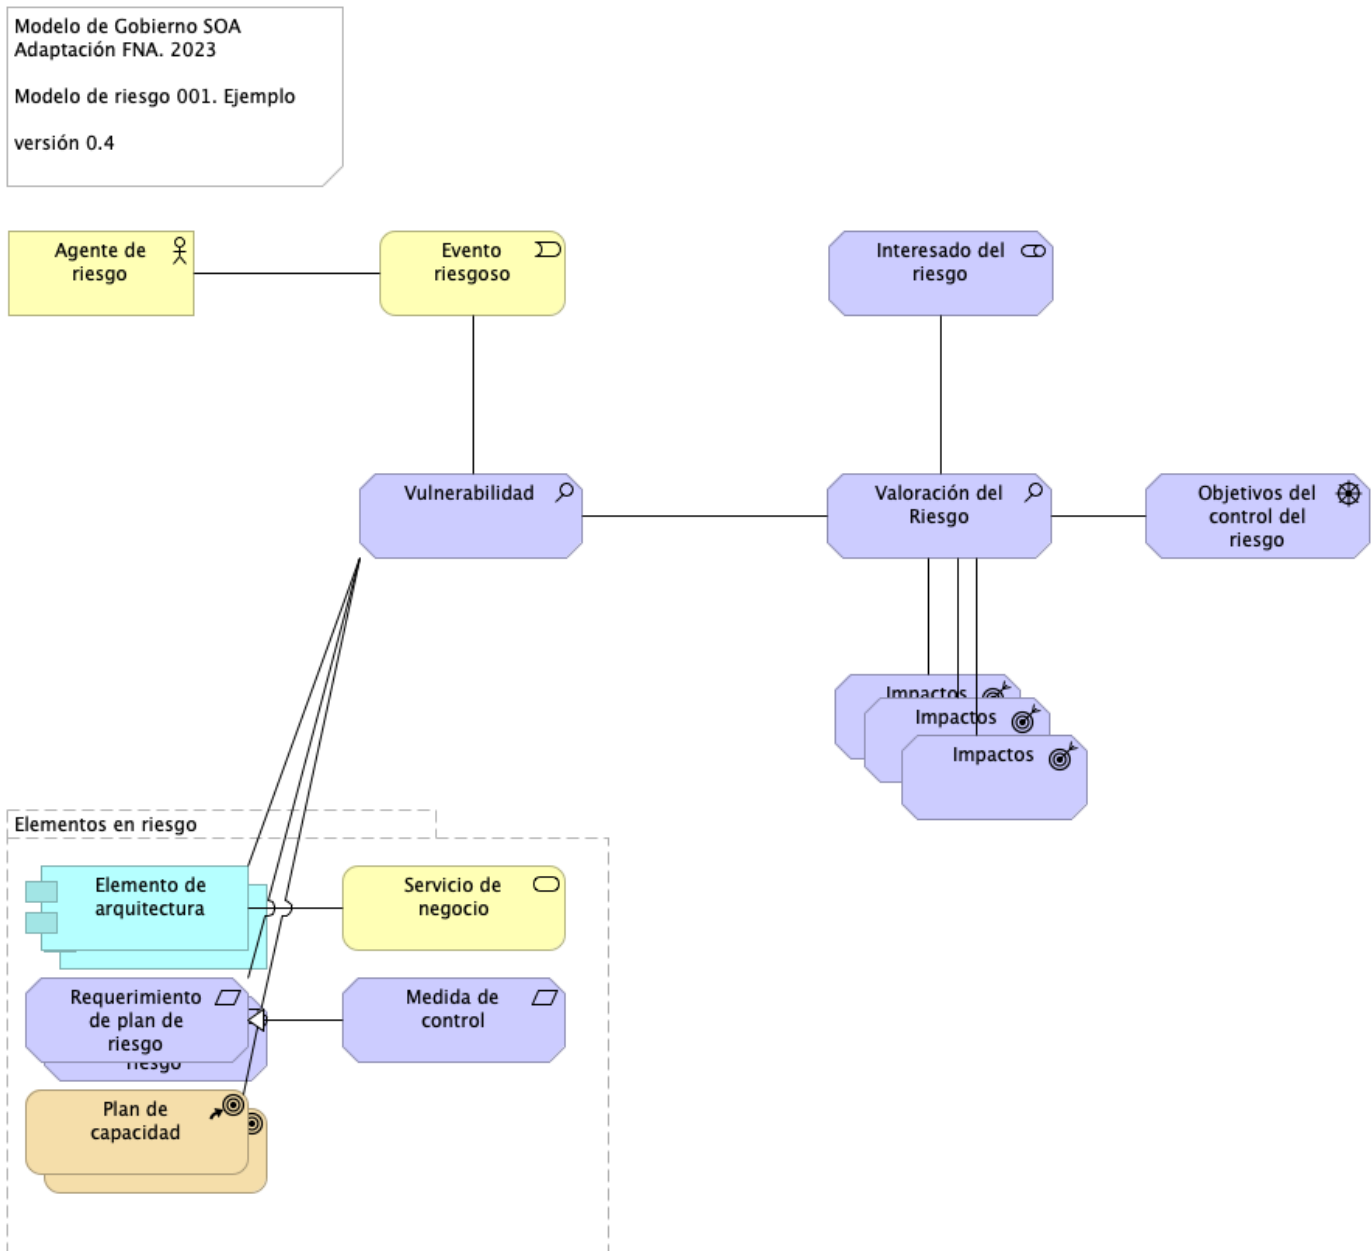 Modelo de Gobierno SOA
Adaptación FNA. 2023
Modelo de riesgo 001. Ejemplo
versión 0.4
Agente de
riesgo
Evento
riesgoso
Interesado del
riesgo
Vulnerabilidad
Valoración del
Riesgo
Objetivos del
control del
riesgo
Impactos
Impactos
Impactos
Elementos en riesgo
Elemento de
arquitectura
Servicio de
negocio
Requerimiento
de plan de
riesgo
riesgo
Medida de
control
Plan de
capacidad